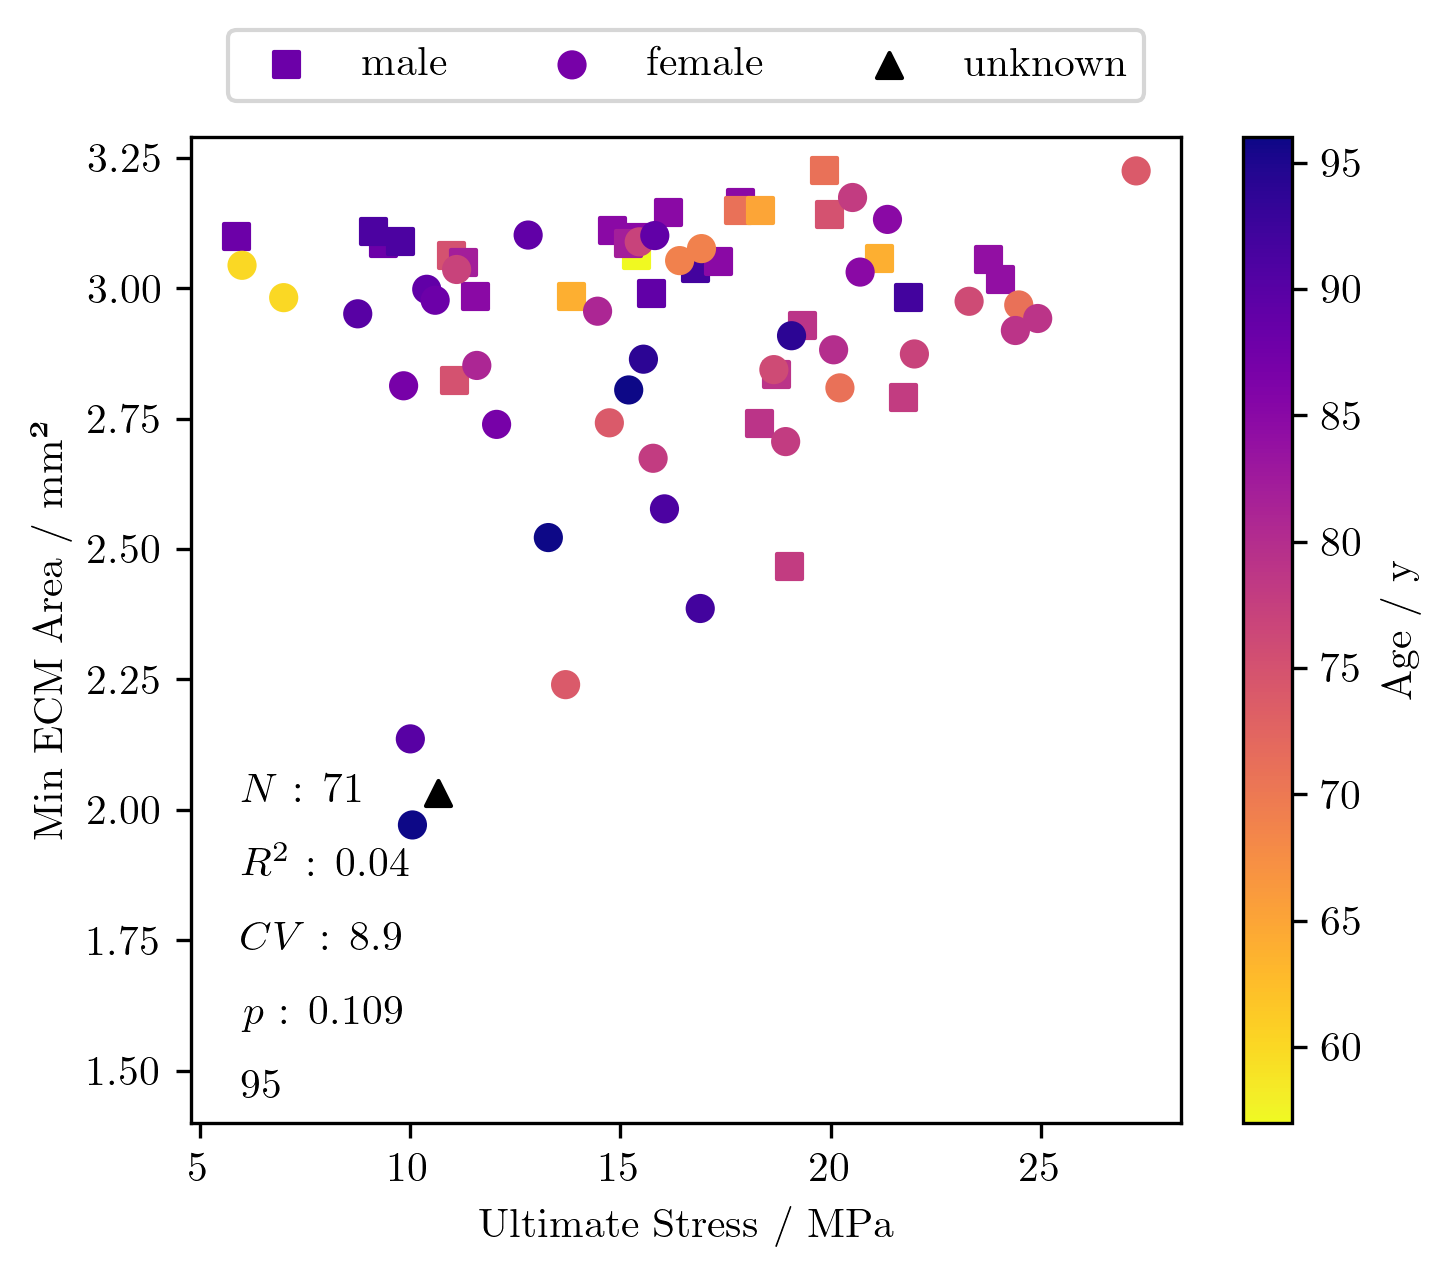 male female unknown
3.25
3.00
2.75
2.50
2.25
2.00
1.75
1.50
Min ECM Area / mm²
N : 71
R² : 0.04
CV : 8.9
p : 0.109
95
5 10 15 20 25
Ultimate Stress / MPa
95
90
85
80
75
70
65
60
Age / y